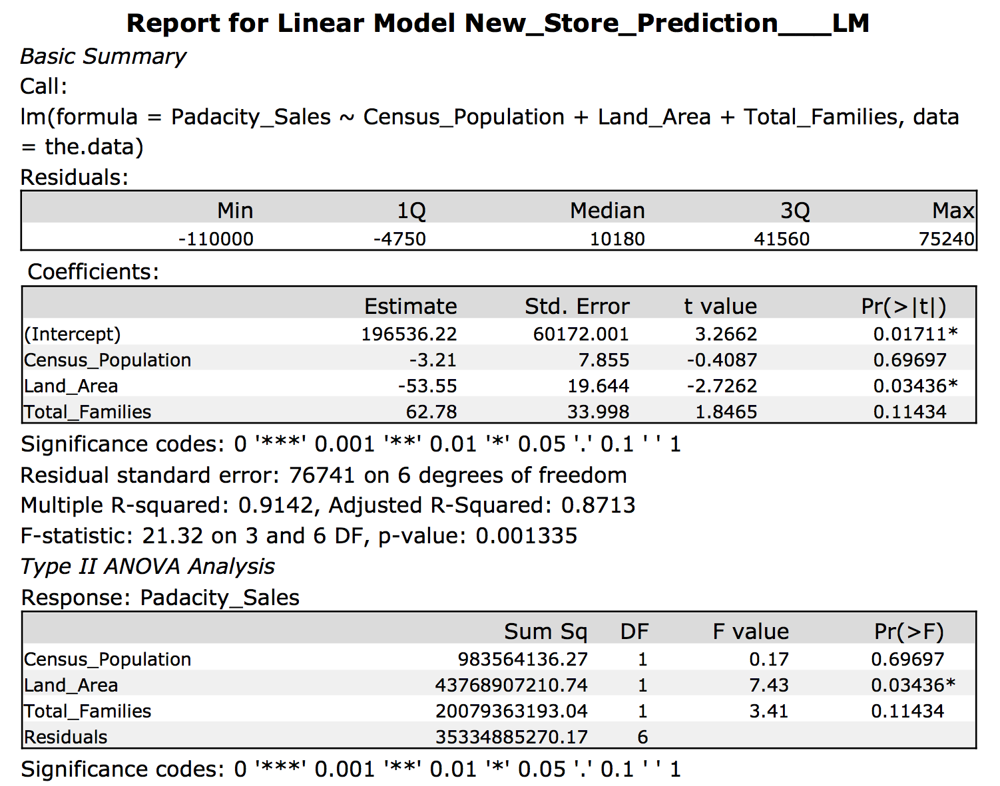 Report for Linear Model New_Store_Prediction___LM
Basic Summary
Call:
lm(formula = Padacity_Sales ~ Census_Population + Land_Area + Total_Families, data
= the.data)
Residuals:
Min 1Q Median 3Q Max
-110000 -4750 10180 41560 75240
Coefficients:
Estimate Std. Error t value Pr(>|t|)
(Intercept) 196536.22 60172.001 3.2662 0.01711*
Census_Population -3.21 7.855 -0.4087 0.69697
Land_Area -53.55 19.644 -2.7262 0.03436*
Total_Families 62.78 33.998 1.8465 0.11434
Significance codes: 0 '***' 0.001 '**' 0.01 '*' 0.05 '.' 0.1 ' ' 1
Residual standard error: 76741 on 6 degrees of freedom
Multiple R-squared: 0.9142, Adjusted R-Squared: 0.8713
F-statistic: 21.32 on 3 and 6 DF, p-value: 0.001335
Type II ANOVA Analysis
Response: Padacity_Sales
Sum Sq DF F value Pr(>F)
Census_Population 983564136.27 1 0.17 0.69697
Land_Area 43768907210.74 1 7.43 0.03436*
Total_Families 20079363193.04 1 3.41 0.11434
Residuals 35334885270.17 6
Significance codes: 0 '***' 0.001 '**' 0.01 '*' 0.05 '.' 0.1 ' ' 1